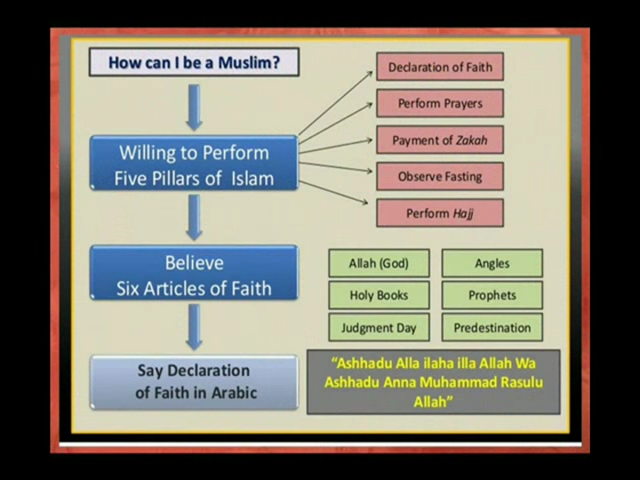 How can I be a Muslim?
Willing to Perform
Five Pillars of Islam
Declaration of Faith
Perform Prayers
Payment of Zakah
Observe Fasting
Perform Hajj
Believe
Six Articles of Faith
Allah (God)
Angles
Holy Books
Prophets
Judgment Day
Predestination
Say Declaration
of Faith in Arabic
“Ashhadu Alla ilaha illa Allah Wa
Ashhadu Anna Muhammad Rasulu
Allah”